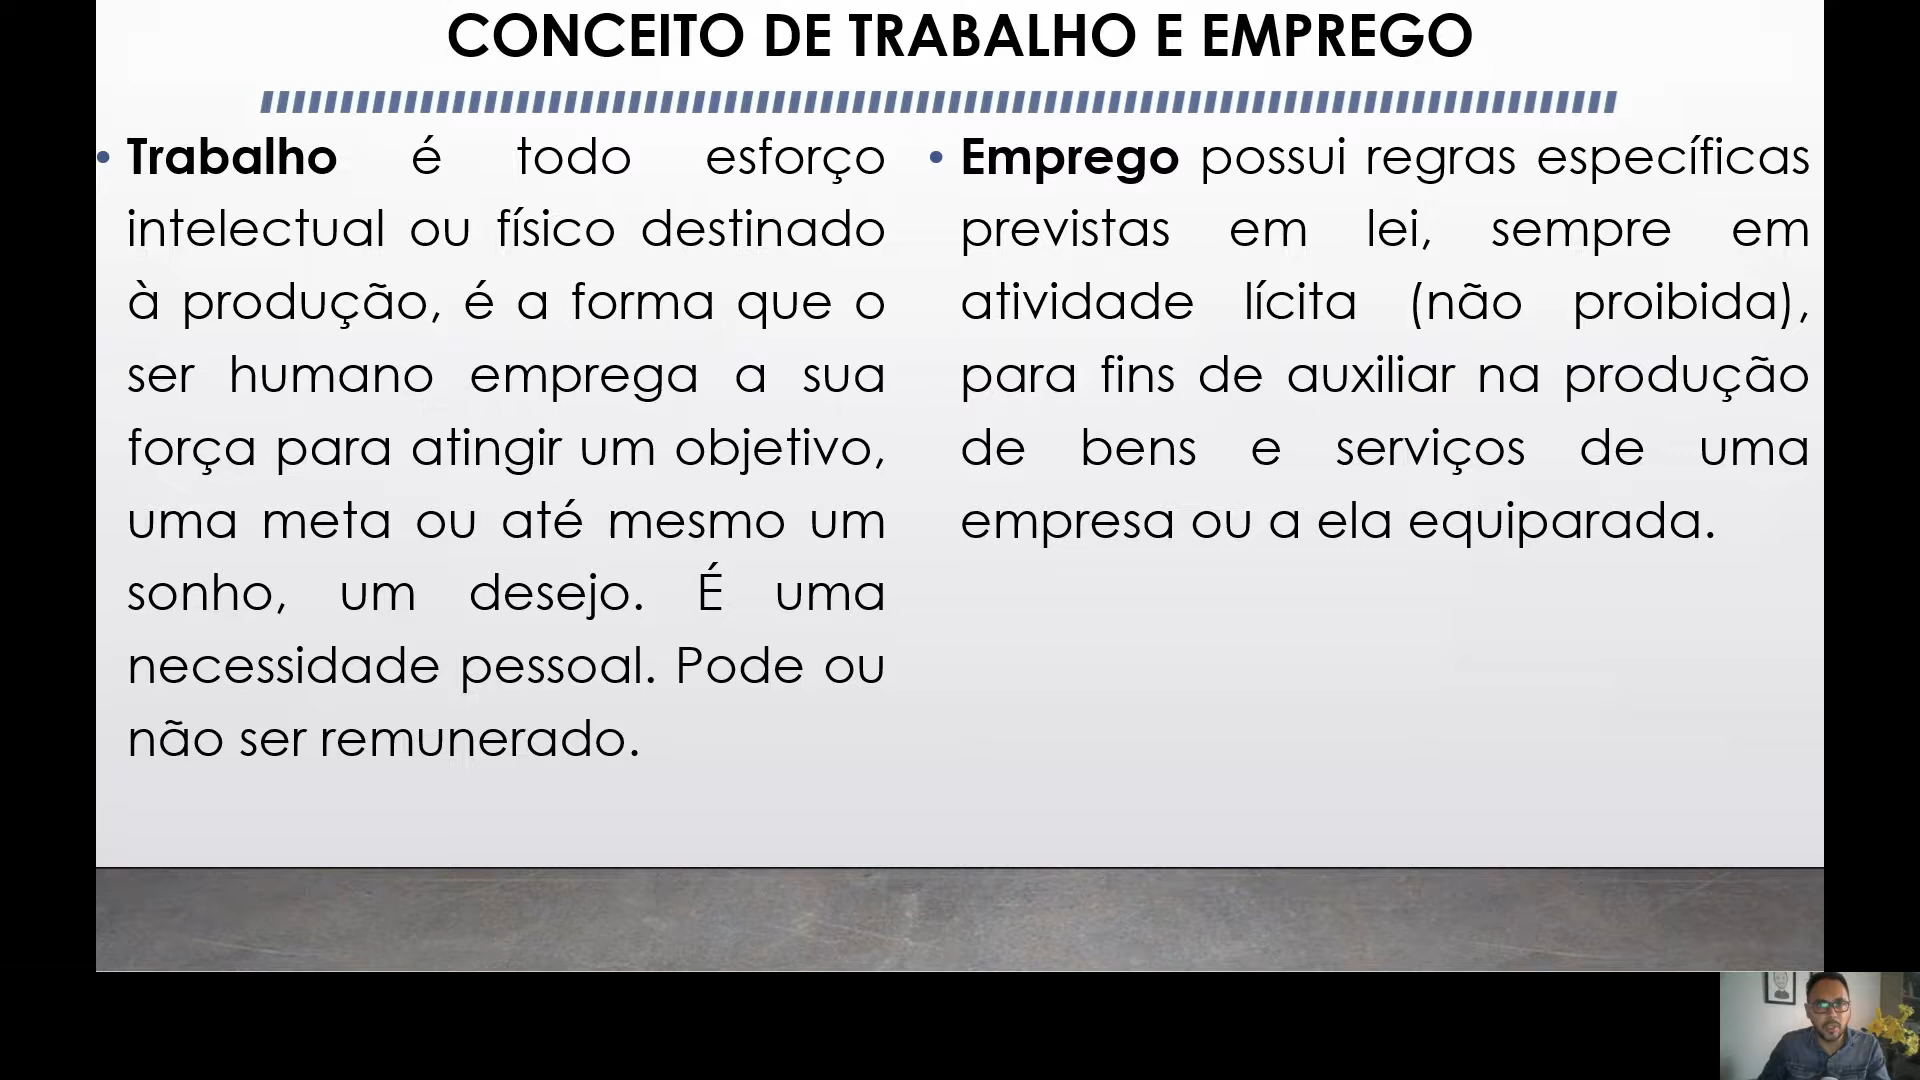 CONCEITO DE TRABALHO E EMPREGO
• Trabalho é todo esforço
intelectual ou físico destinado
à produção, é a forma que o
ser humano emprega a sua
força para atingir um objetivo,
uma meta ou até mesmo um
sonho, um desejo. É uma
necessidade pessoal. Pode ou
não ser remunerado.
• Emprego possui regras específicas
previstas em lei, sempre em
atividade lícita (não proibida),
para fins de auxiliar na produção
de bens e serviços de uma
empresa ou a ela equiparada.